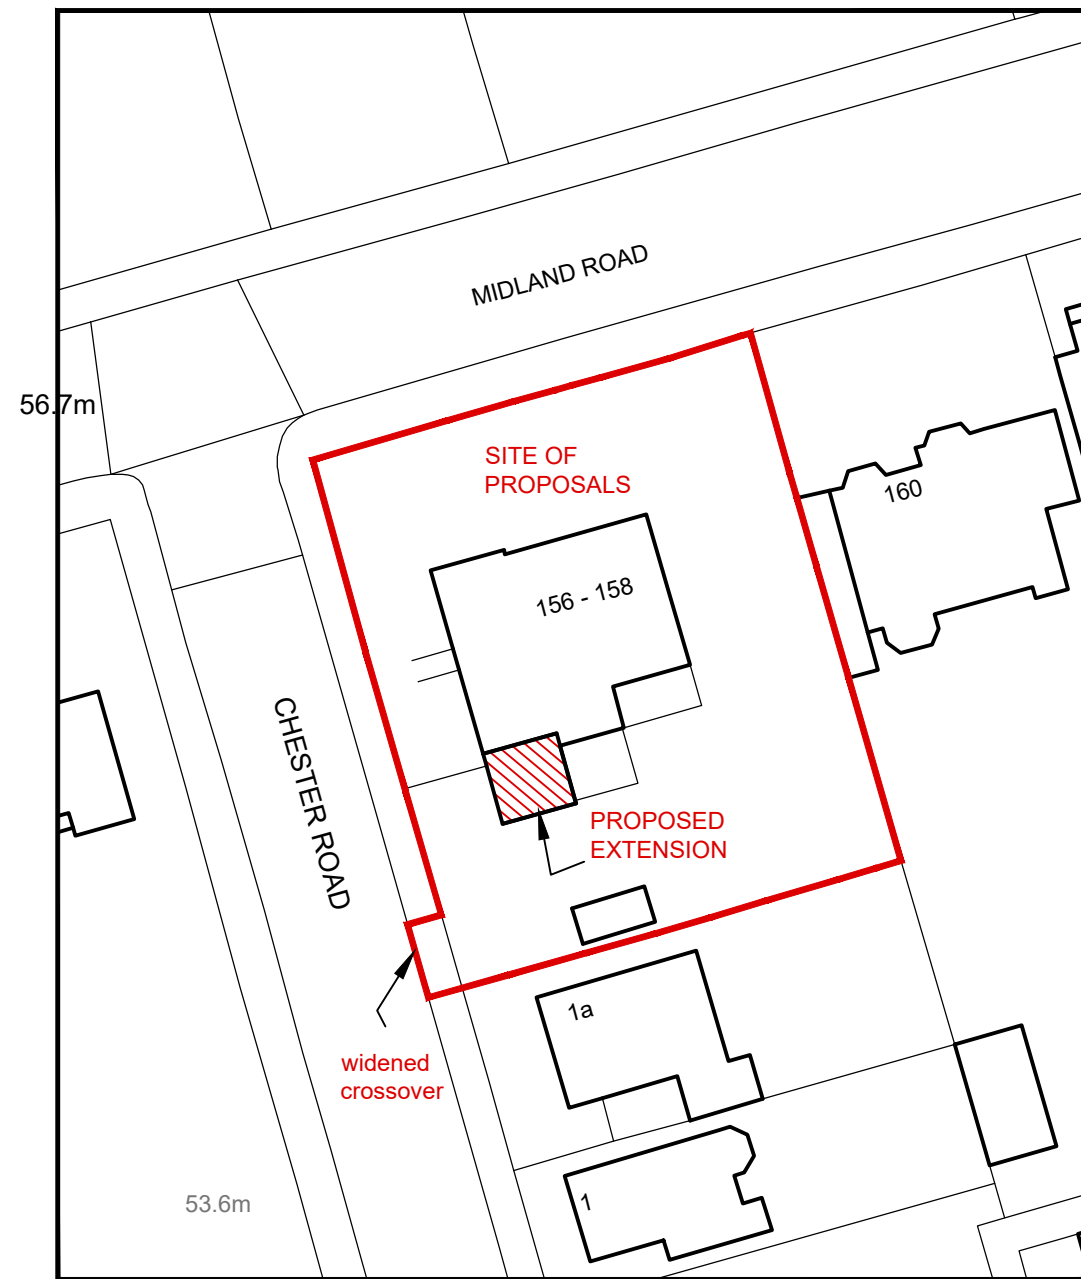 MIDLAND ROAD
56.7m
SITE OF
PROPOSALS
160
156 - 158
CHESTER ROAD
PROPOSED
EXTENSION
1a
widened
crossover
1
53.6m